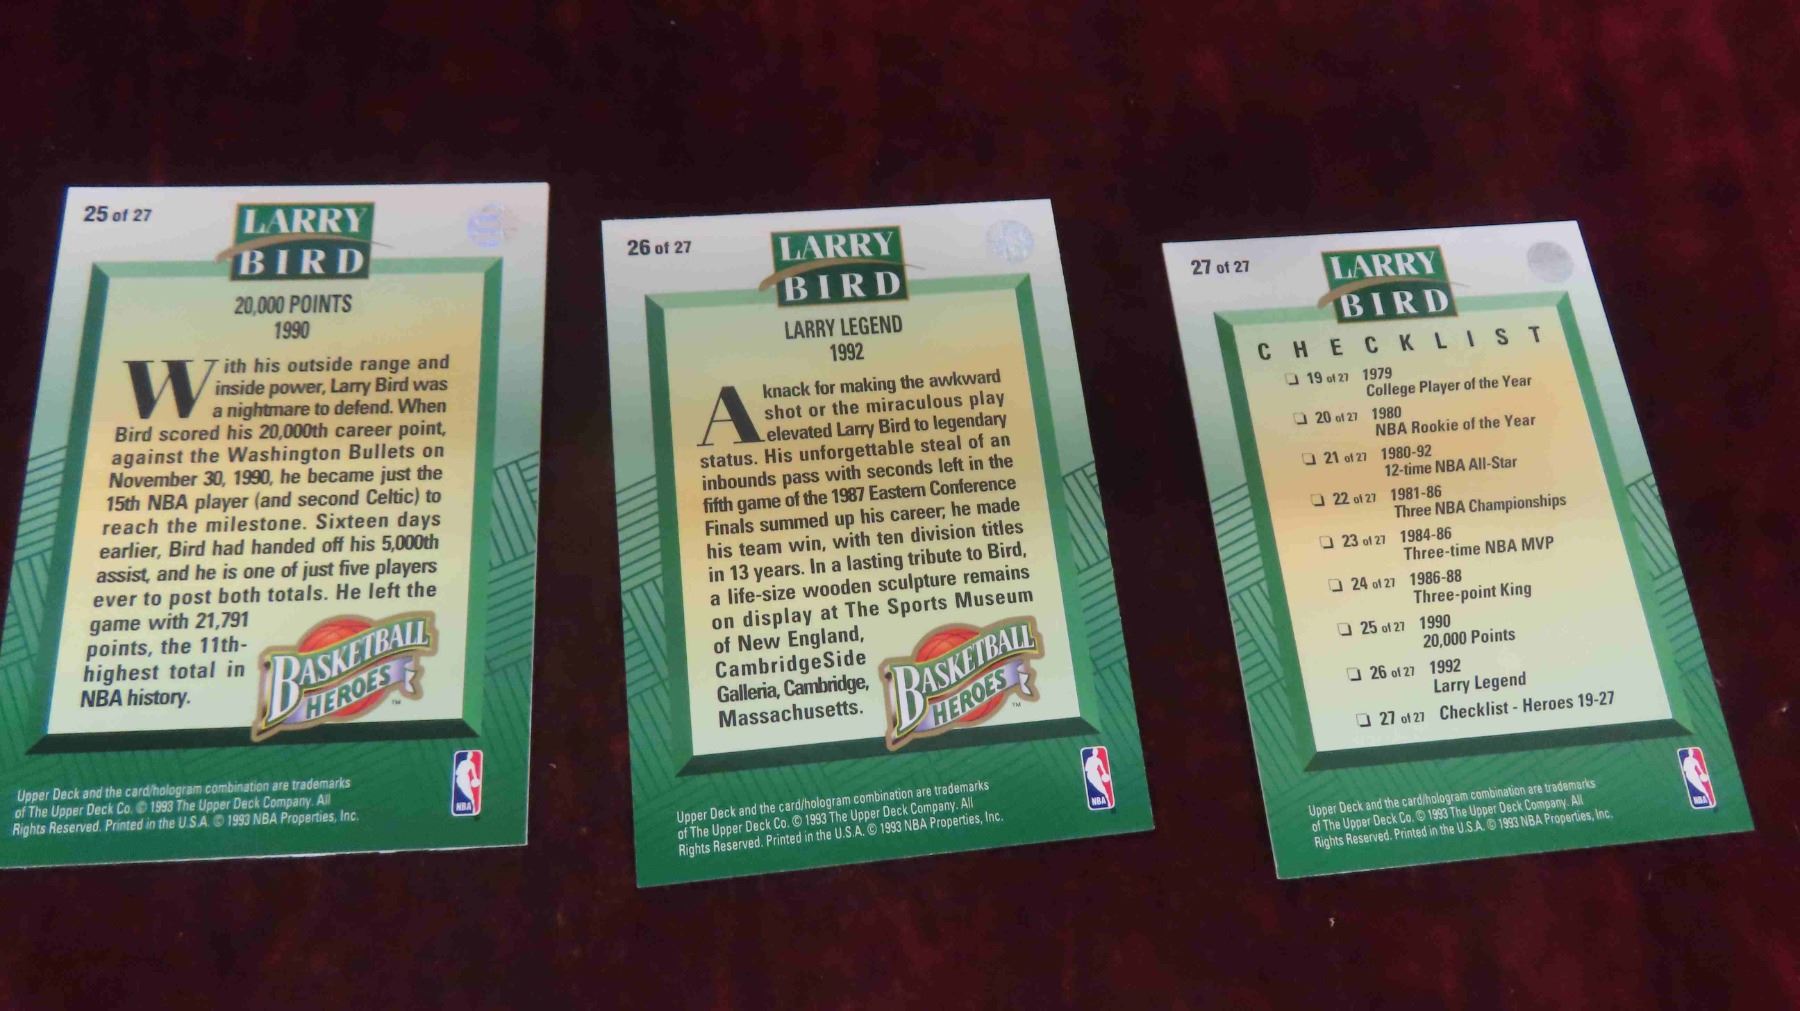 25 of 27
LARRY
BIRD
20,000 POINTS
1990
With his outside range and
inside power, Larry Bird was
a nightmare to defend. When
Bird scored his 20,000th career point,
against the Washington Bullets on
November 30, 1990, he became just the
15th NBA player (and second Celtic) to
reach the milestone. Sixteen days
earlier, Bird had handed off his 5,000th
assist, and he is one of just five players
ever to post both totals. He left the
game with 21,791
points, the 11th-
highest total in
NBA history.
BASKETBALL
HEROES
TM
NBA
Upper Deck and the card/hologram combination are trademarks
of The Upper Deck Co. © 1993 The Upper Deck Company. All
Rights Reserved. Printed in the U.S.A. © 1993 NBA Properties, Inc.
26 of 27
LARRY
BIRD
LARRY LEGEND
1992
A knack for making the awkward
shot or the miraculous play
elevated Larry Bird to legendary
status. His unforgettable steal of an
inbounds pass with seconds left in the
fifth game of the 1987 Eastern Conference
Finals summed up his career; he made
his team win, with ten division titles
in 13 years. In a lasting tribute to Bird,
a life-size wooden sculpture remains
on display at The Sports Museum
of New England,
CambridgeSide
Galleria, Cambridge,
Massachusetts.
BASKETBALL
HEROES
TM
NBA
Upper Deck and the card/hologram combination are trademarks
of The Upper Deck Co. © 1993 The Upper Deck Company. All
Rights Reserved. Printed in the U.S.A. © 1993 NBA Properties, Inc.
27 of 27
LARRY
BIRD
CHECKLIST
19 of 27 1979
College Player of the Year
20 of 27 1980
NBA Rookie of the Year
21 of 27 1980-92
12-time NBA All-Star
22 of 27 1981-86
Three NBA Championships
23 of 27 1984-86
Three-time NBA MVP
24 of 27 1986-88
Three-point King
25 of 27 1990
20,000 Points
26 of 27 1992
Larry Legend
27 of 27 Checklist - Heroes 19-27
NBA
Upper Deck and the card/hologram combination are trademarks
of The Upper Deck Co. © 1993 The Upper Deck Company. All
Rights Reserved. Printed in the U.S.A. © 1993 NBA Properties, Inc.